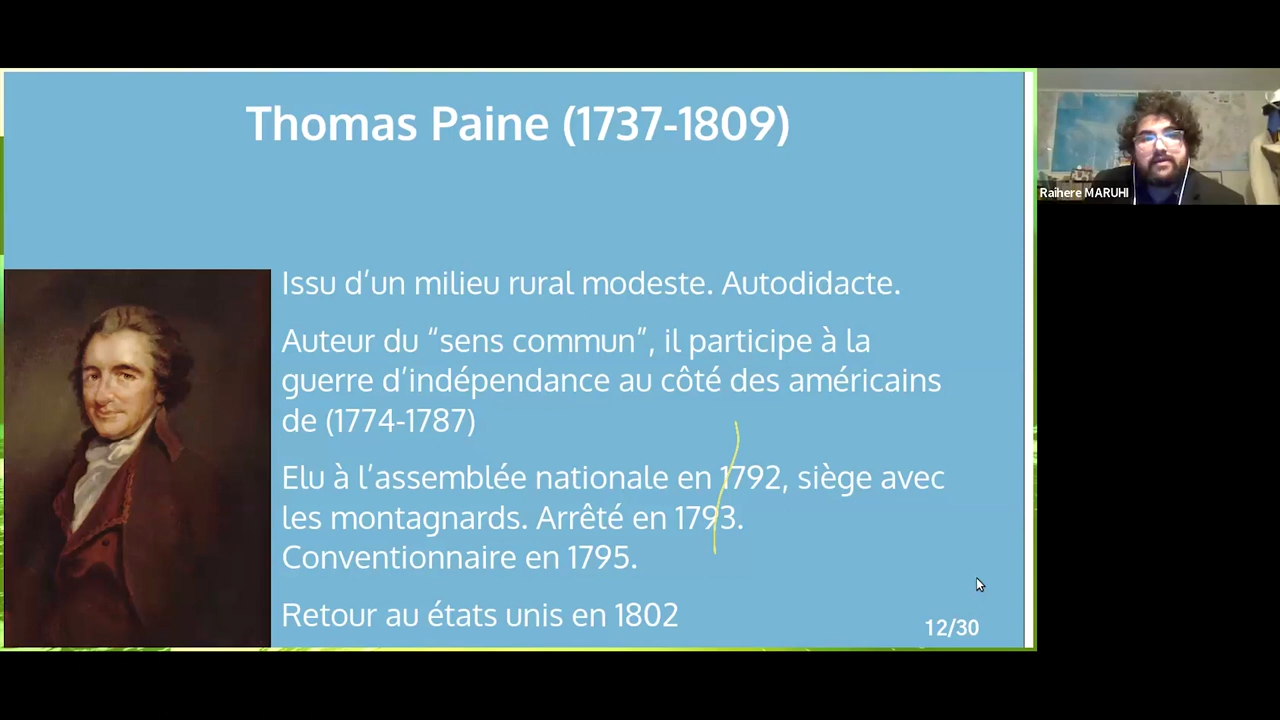 Thomas Paine (1737-1809)
Issu d’un milieu rural modeste. Autodidacte.
Auteur du “sens commun”, il participe à la
guerre d’indépendance au côté des américains
de (1774-1787)
Elu à l’assemblée nationale en 1792, siège avec
les montagnards. Arrêté en 1793.
Conventionnaire en 1795.
Retour au états unis en 1802
12/30
Raihere MARUHI